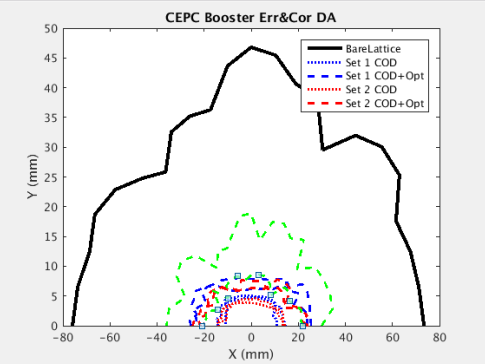 CEPC Booster Err&Cor DA
BareLattice
Set 1 COD
Set 1 COD+Opt
Set 2 COD
Set 2 COD+Opt
Y (mm)
50
45
40
35
30
25
20
15
10
5
0
-80 -60 -40 -20 0 20 40 60 80
X (mm)